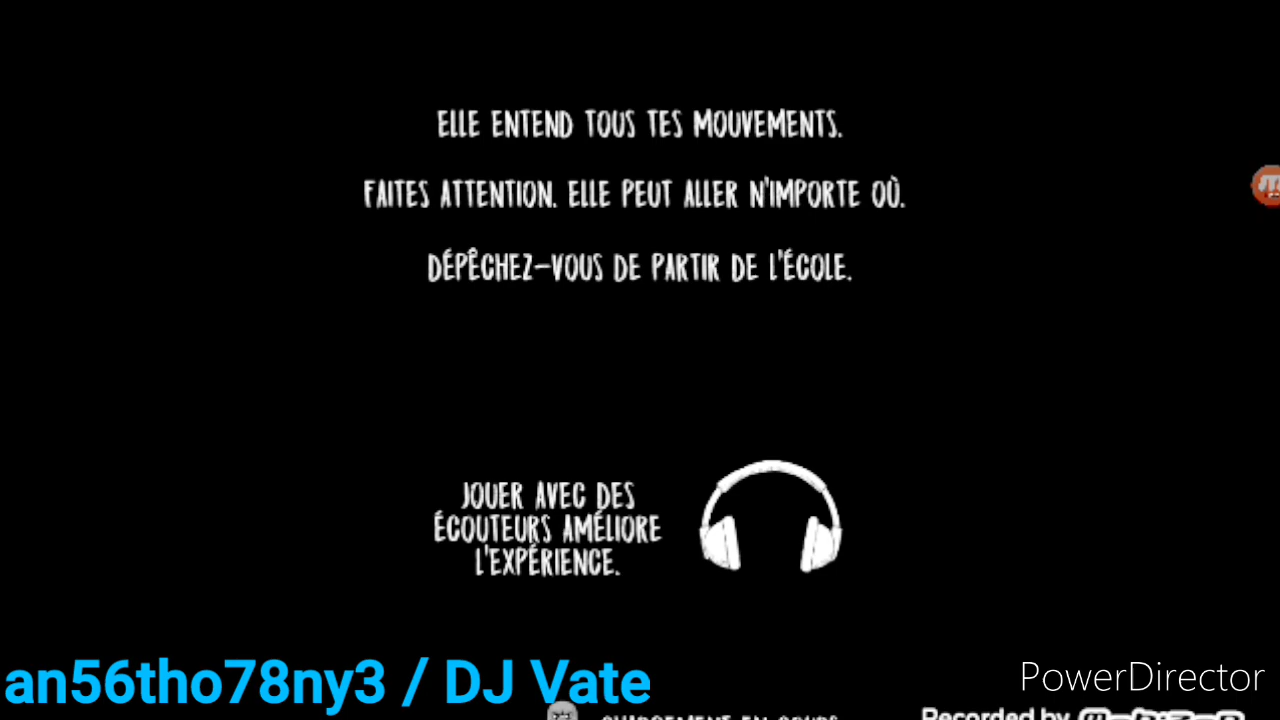 ELLE ENTEND TOUS TES MOUVEMENTS.
FAITES ATTENTION. ELLE PEUT ALLER N'IMPORTE OÙ.
DÉPÊCHEZ-VOUS DE PARTIR DE L'ÉCOLE.
JOUER AVEC DES
ÉCOUTEURS AMÉLIORE
L'EXPÉRIENCE.
an56tho78ny3 / DJ Vate
PowerDirector
Recorded by